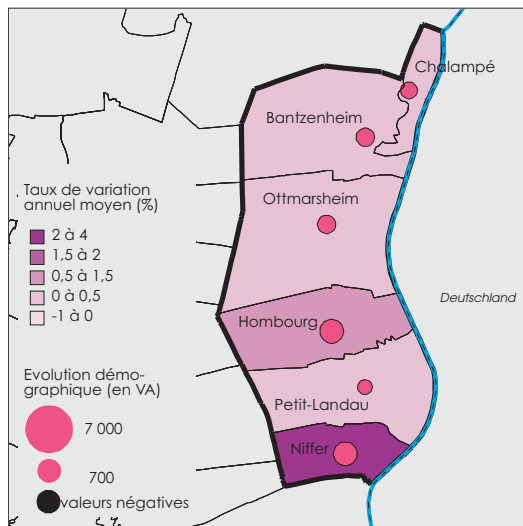 Chalampé
Bantzenheim
Taux de variation
annuel moyen (%)
2 à 4
1,5 à 2
0,5 à 1,5
0 à 0,5
-1 à 0
Ottmarsheim
Deutschland
Hombourg
Evolution démo-
graphique (en VA)
7 000
700
valeurs négatives
Petit-Landau
Niffer